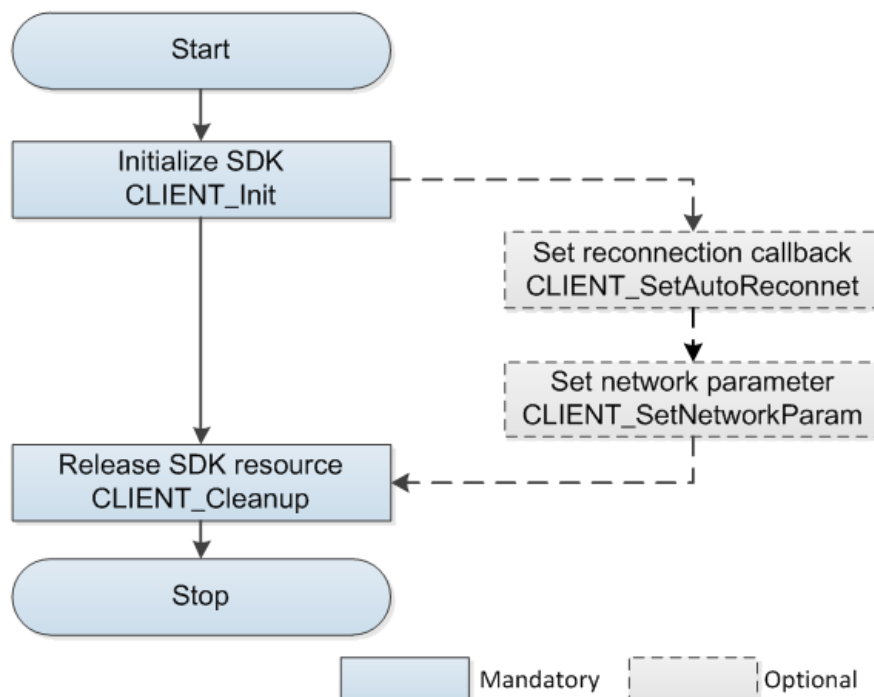 Start
Initialize SDK
CLIENT_Init
Set reconnection callback
CLIENT_SetAutoReconnet
Set network parameter
CLIENT_SetNetworkParam
Release SDK resource
CLIENT_Cleanup
Stop
Mandatory
Optional